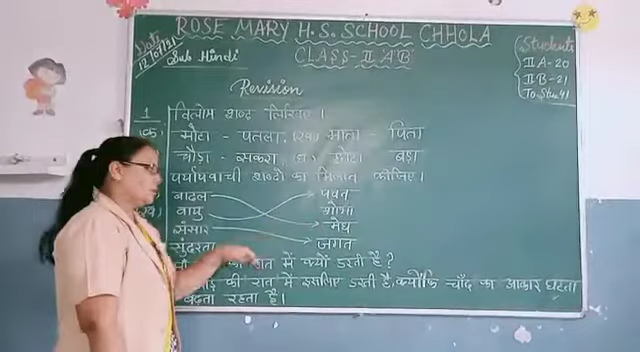 ROSE MARY H.S. SCHOOL CHHOLA
Date
12/07/21
Sub Hindi
CLASS-II A'B'
Students
II A-20
II B-21
To.Stu.41
Revision
1 विलोम शब्द लिखिए।
(क) मोटा - पतला, (ख) माता - पिता
चौड़ा - सकरा, छोटा बड़ा
पर्यायवाची शब्दों का मिलान कीजिए।
बादल पवन
वायु शोभा
संसार मेघ
सुंदरता जगत
रात में क्यों डरती है?
की रात में इसलिए डरती है, क्योंकि चाँद का आकार घटता
बढ़ता रहता है।